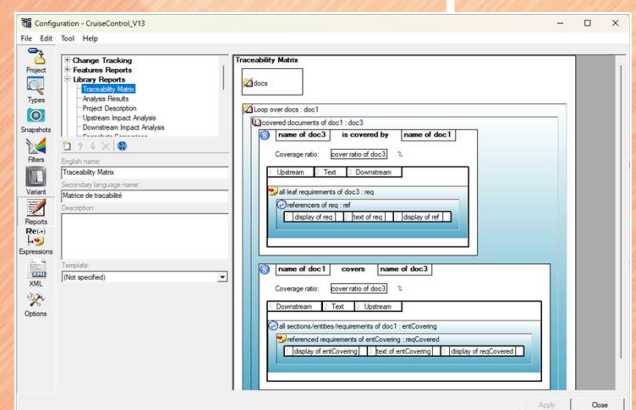 Configuration - CruiseControl_V13
File Edit Tool Help
Project
Types
Snapshots
Filters
Variant
Reports
Re(.*)
Expressions
XML
Options
Change Tracking
Features Reports
Library Reports
Traceability Matrix
Analysis Results
Project Description
Upstream Impact Analysis
Downstream Impact Analysis
English name:
Traceability Matrix
Secondary language name:
Matrice de tracabilité
Description:
Template:
(Not specified)
Traceability Matrix
docs
Loop over docs : doc1
covered documents of doc1 : doc3
name of doc3 is covered by name of doc1
Coverage ratio: cover ratio of doc3 %
Upstream Text Downstream
all leaf requirements of doc3 : req
referencers of req : ref
display of req text of req display of ref
name of doc1 covers name of doc3
Coverage ratio: cover ratio of doc3 %
Downstream Text Upstream
all sections/entities/requirements of doc1 : entCovering
referenced requirements of entCovering : reqCovered
display of entCovering text of entCovering display of reqCovered
Apply Close